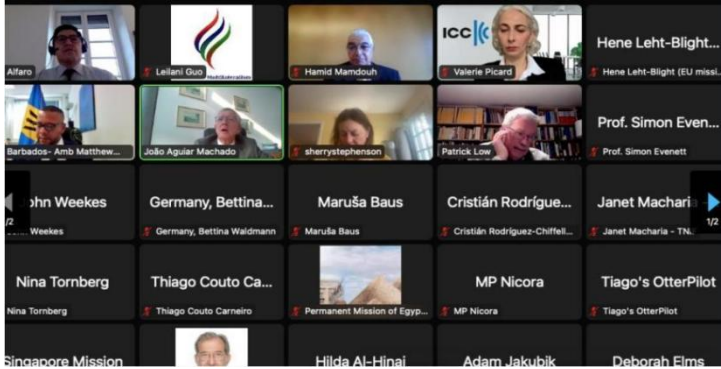 Alfaro
Leilani Guo
Hamid Mamdouh
ICC
Valerie Picard
Hene Leht-Blight...
Hene Leht-Blight (EU missi...
Barbados- Amb Matthew...
João Aguiar Machado
sherrystephenson
Patrick Low
Prof. Simon Even...
Prof. Simon Evenett
John Weekes
Weekes
Germany, Bettina...
Germany, Bettina Waldmann
Maruša Baus
Maruša Baus
Cristián Rodrígue...
Cristián Rodríguez-Chiffell...
Janet Macharia -
Janet Macharia - TN...
/2
1/2
Nina Tornberg
Nina Tornberg
Thiago Couto Ca...
Thiago Couto Carneiro
Permanent Mission of Egyp...
MP Nicora
MP Nicora
Tiago's OtterPilot
Tiago's OtterPilot
Singapore Mission
Hilda Al-Hinai
Adam Jakubik
Deborah Elms